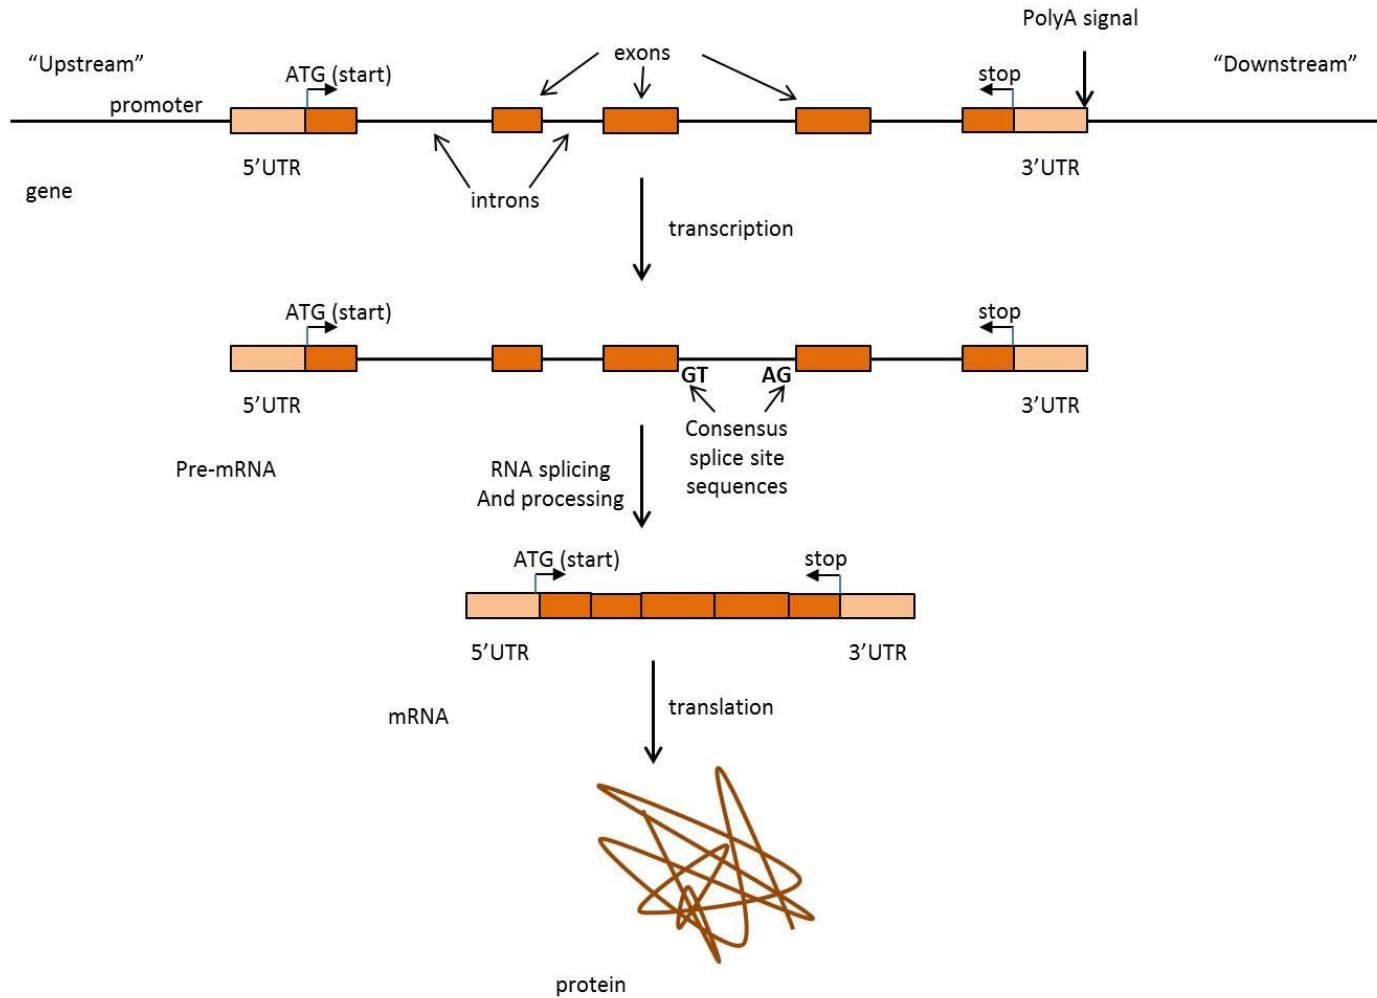 PolyA signal
“Upstream”
exons
“Downstream”
ATG (start)
stop
promoter
5’UTR
3’UTR
gene
introns
transcription
ATG (start)
stop
GT
AG
5’UTR
3’UTR
Consensus
splice site
sequences
Pre-mRNA
RNA splicing
And processing
ATG (start)
stop
5’UTR
3’UTR
mRNA
translation
protein